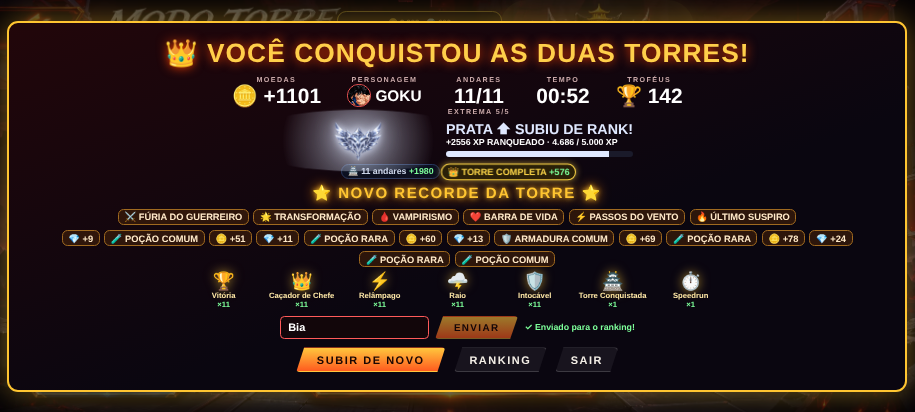 MODO TORRE
VOCÊ CONQUISTOU AS DUAS TORRES!
MOEDAS PERSONAGEM ANDARES TEMPO TROFÉUS
+1101 GOKU 11/11 00:52 142
EXTREMA 5/5
PRATA SUBIU DE RANK!
+2556 XP RANQUEADO · 4.686 / 5.000 XP
11 andares +1980 TORRE COMPLETA +576
NOVO RECORDE DA TORRE
FÚRIA DO GUERREIRO TRANSFORMAÇÃO VAMPIRISMO BARRA DE VIDA PASSOS DO VENTO ÚLTIMO SUSPIRO
+9 POÇÃO COMUM +51 +11 POÇÃO RARA +60 +13 ARMADURA COMUM +69 POÇÃO RARA +78 +24
POÇÃO RARA POÇÃO COMUM
Vitória Caçador de Chefe Relâmpago Raio Intocável Torre Conquistada Speedrun
×11 ×11 ×11 ×11 ×11 ×1 ×1
Bia ENVIAR ✓ Enviado para o ranking!
SUBIR DE NOVO RANKING SAIR